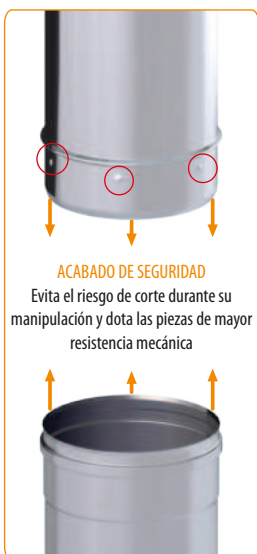 ACABADO DE SEGURIDAD
Evita el riesgo de corte durante su
manipulación y dota las piezas de mayor
resistencia mecánica